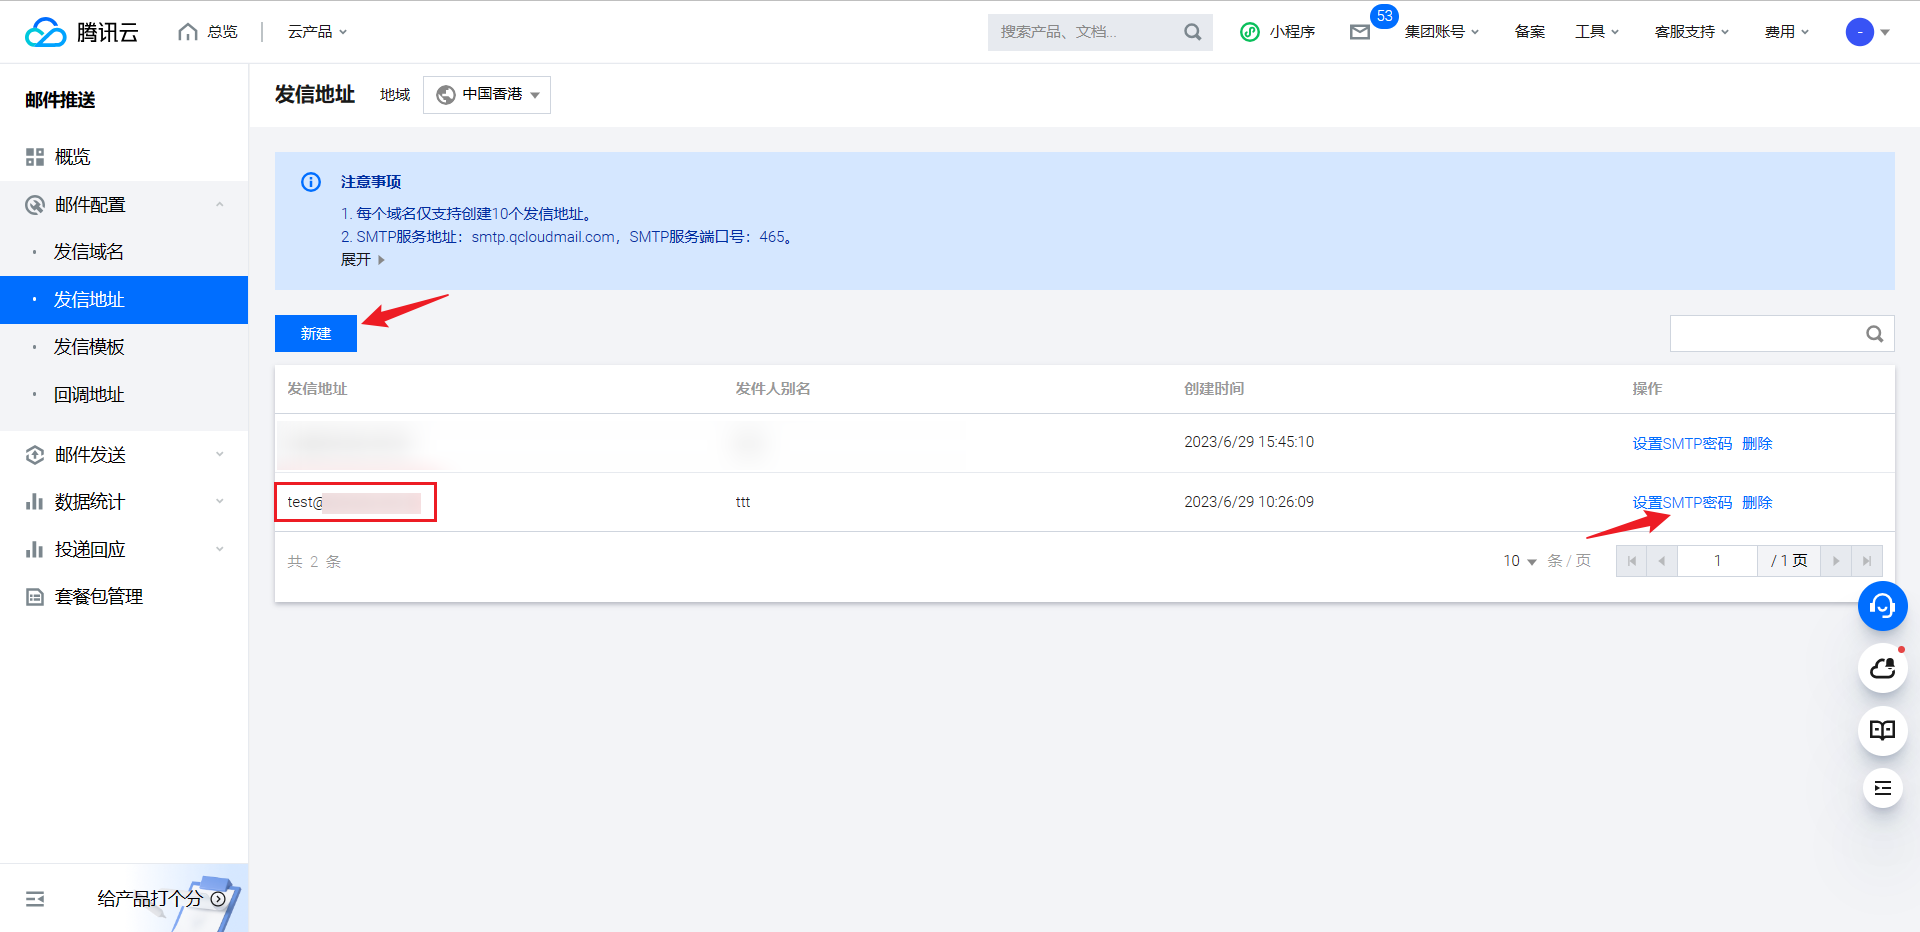 腾讯云
总览
云产品
搜索产品、文档...
小程序
53
集团账号
备案
工具
客服支持
费用
-
邮件推送
概览
邮件配置
发信域名
发信地址
发信模板
回调地址
邮件发送
数据统计
投递回应
套餐包管理
给产品打个分
发信地址
地域
中国香港
注意事项
1. 每个域名仅支持创建10个发信地址。
2. SMTP服务地址：smtp.qcloudmail.com，SMTP服务端口号：465。
展开
新建
发信地址 发件人别名 创建时间 操作
2023/6/29 15:45:10 设置SMTP密码 删除
test@ ttt 2023/6/29 10:26:09 设置SMTP密码 删除
共 2 条
10 条 / 页
1 / 1 页